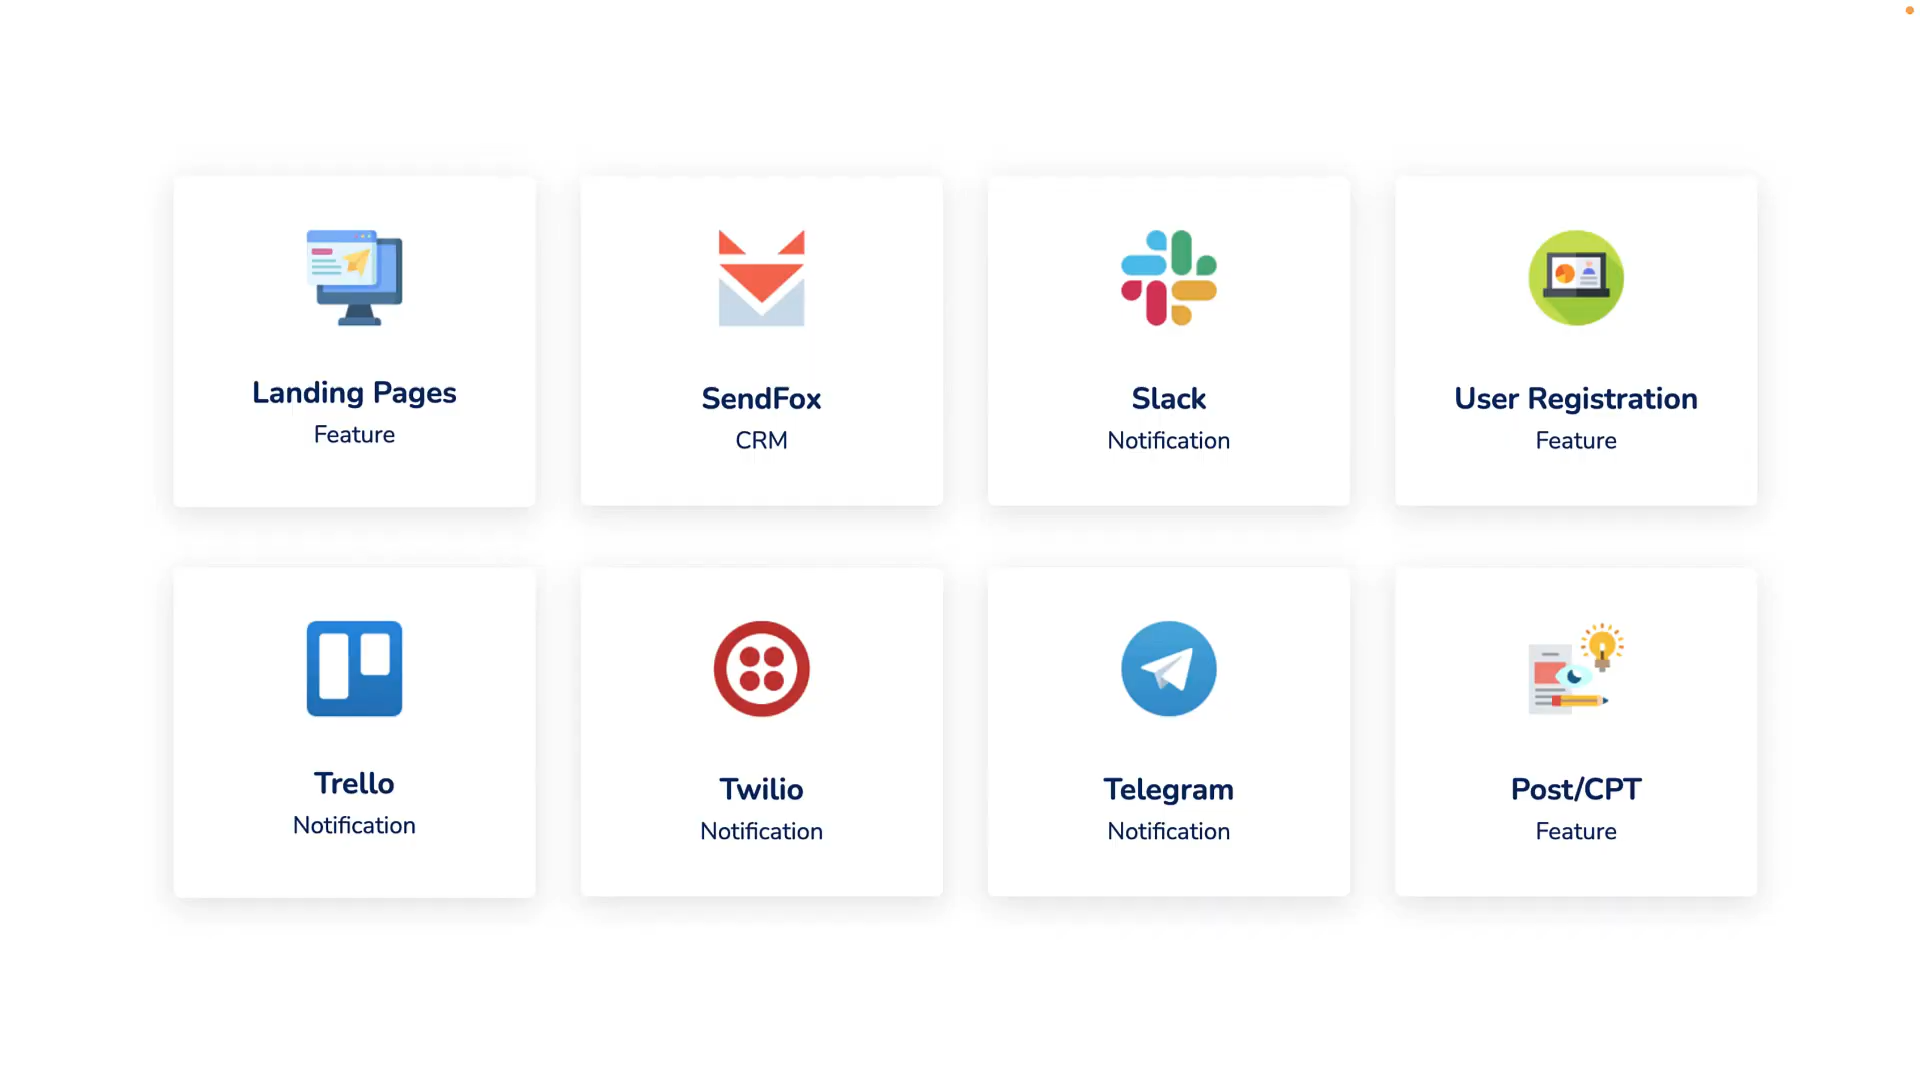 Landing Pages
Feature
SendFox
CRM
Slack
Notification
User Registration
Feature
Trello
Notification
Twilio
Notification
Telegram
Notification
Post/CPT
Feature